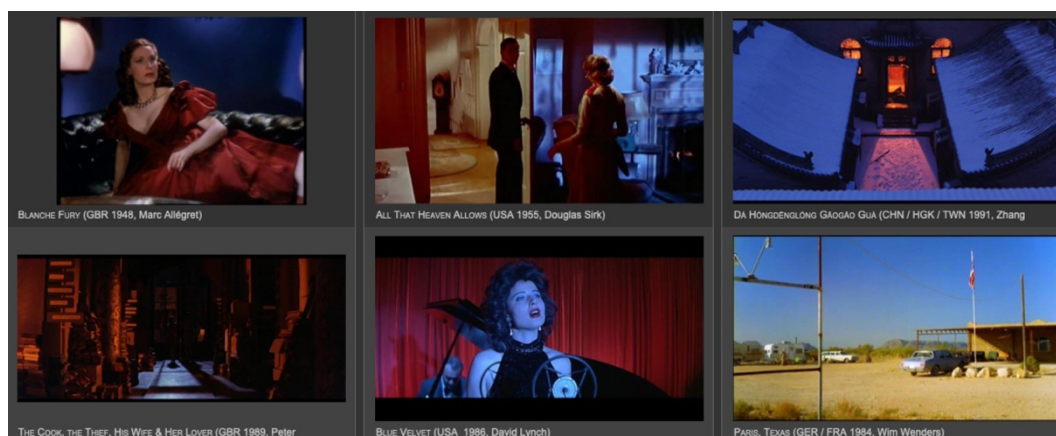 Blanche Fury (GBR 1948, Marc Allégret)
All That Heaven Allows (USA 1955, Douglas Sirk)
Dà Hóngdēnglóng Gāogāo Guà (CHN / HGK / TWN 1991, Zhang
The Cook, the Thief, His Wife & Her Lover (GBR 1989, Peter
Blue Velvet (USA 1986, David Lynch)
Paris, Texas (GER / FRA 1984, Wim Wenders)